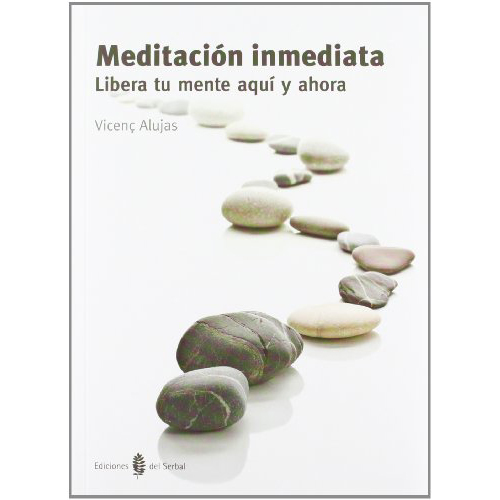 Meditación inmediata
Libera tu mente aquí y ahora
Vicenç Alujas
Ediciones del Serbal